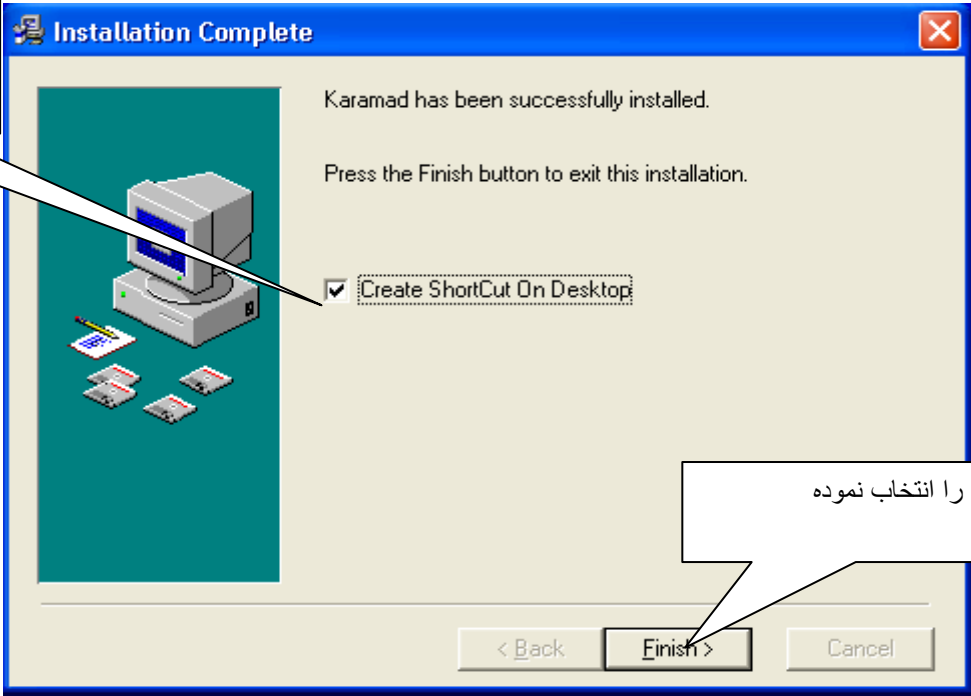 Installation Complete
Karamad has been successfully installed.
Press the Finish button to exit this installation.
Create ShortCut On Desktop
را انتخاب نموده
< Back
Finish >
Cancel